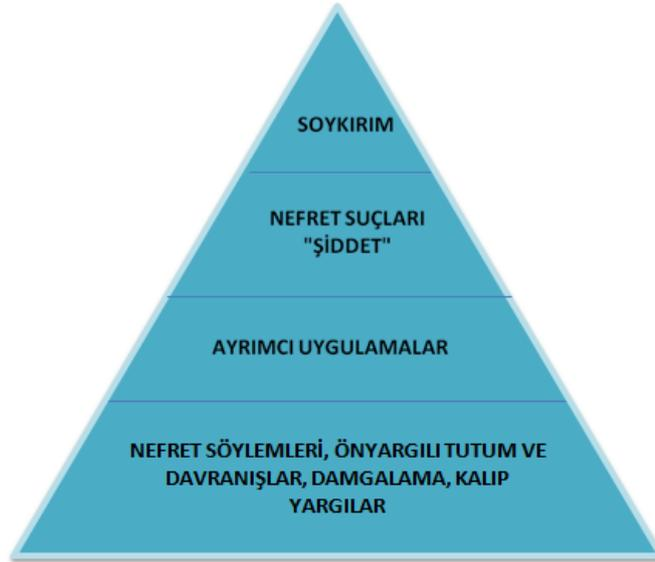 SOYKIRIM
NEFRET SUÇLARI
"ŞİDDET"
AYRIMCI UYGULAMALAR
NEFRET SÖYLEMLERİ, ÖNYARGILI TUTUM VE
DAVRANIŞLAR, DAMGALAMA, KALIP
YARGILAR